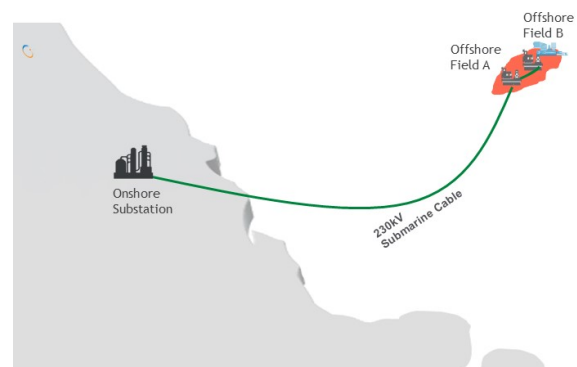 Offshore
Field B
Offshore
Field A
Onshore
Substation
230kV
Submarine Cable